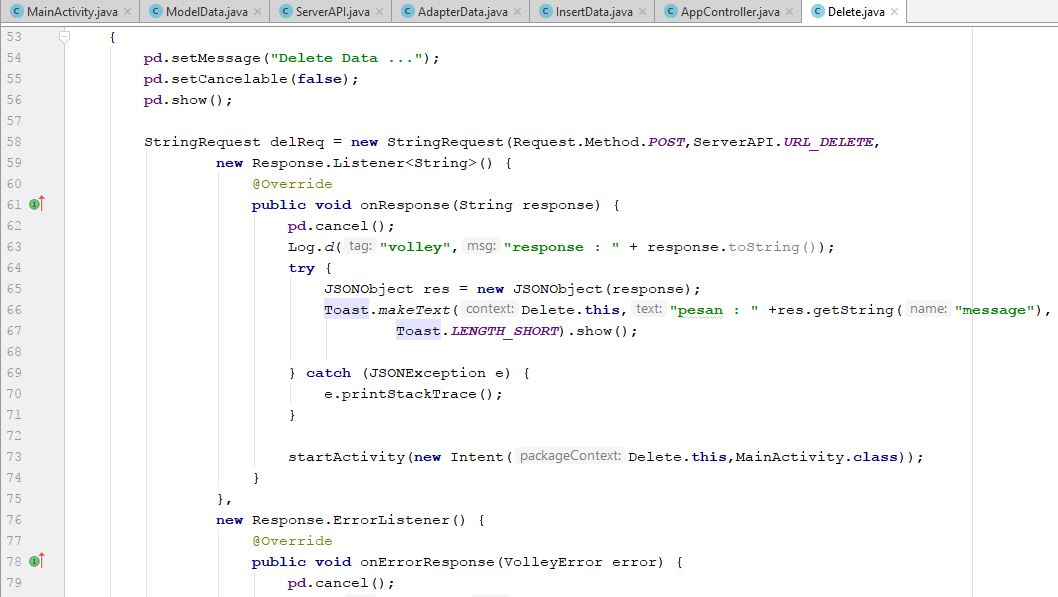 MainActivity.java × ModelData.java × ServerAPI.java × AdapterData.java × InsertData.java × AppController.java × Delete.java ×
53 {
54 pd.setMessage("Delete Data ...");
55 pd.setCancelable(false);
56 pd.show();
57
58 StringRequest delReq = new StringRequest(Request.Method.POST,ServerAPI.URL_DELETE,
59 new Response.Listener<String>() {
60 @Override
61 public void onResponse(String response) {
62 pd.cancel();
63 Log.d( tag: "volley", msg: "response : " + response.toString());
64 try {
65 JSONObject res = new JSONObject(response);
66 Toast.makeText( context: Delete.this, text: "pesan : " +res.getString( name: "message"),
67 Toast.LENGTH_SHORT).show();
68
69 } catch (JSONException e) {
70 e.printStackTrace();
71 }
72
73 startActivity(new Intent( packageContext: Delete.this,MainActivity.class));
74 }
75 },
76 new Response.ErrorListener() {
77 @Override
78 public void onErrorResponse(VolleyError error) {
79 pd.cancel();